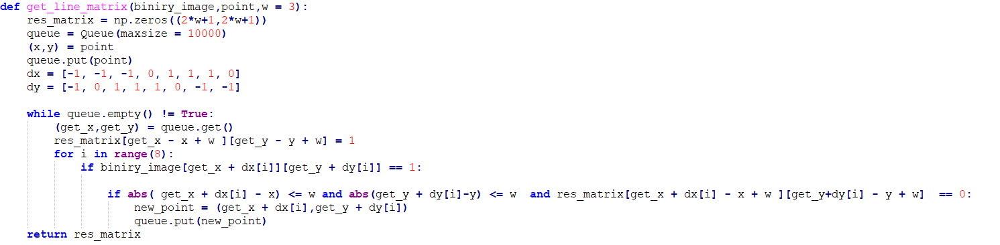 def get_line_matrix(biniry_image,point,w = 3):
    res_matrix = np.zeros((2*w+1,2*w+1))
    queue = Queue(maxsize = 10000)
    (x,y) = point
    queue.put(point)
    dx = [-1, -1, -1, 0, 1, 1, 1, 0]
    dy = [-1, 0, 1, 1, 1, 0, -1, -1]

    while queue.empty() != True:
        (get_x,get_y) = queue.get()
        res_matrix[get_x - x + w ][get_y - y + w] = 1
        for i in range(8):
            if biniry_image[get_x + dx[i]][get_y + dy[i]] == 1:

                if abs( get_x + dx[i] - x) <= w and abs(get_y + dy[i]-y) <= w  and res_matrix[get_x + dx[i] - x + w ][get_y+dy[i] - y + w]  == 0:
                    new_point = (get_x + dx[i],get_y + dy[i])
                    queue.put(new_point)
    return res_matrix